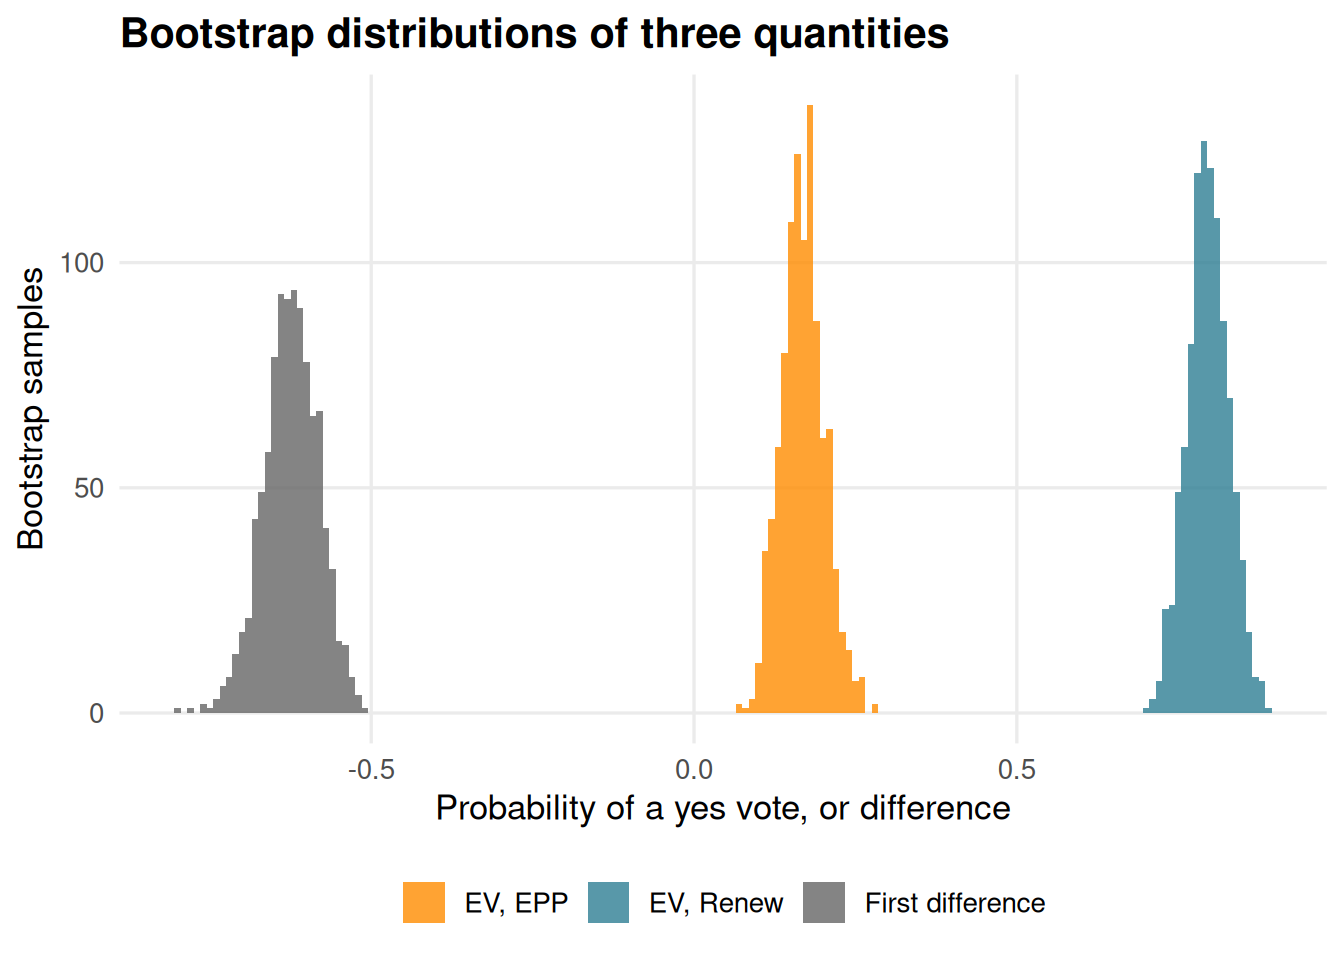 Bootstrap distributions of three quantities
Bootstrap samples
100
50
0
-0.5 0.0 0.5
Probability of a yes vote, or difference
EV, EPP EV, Renew First difference